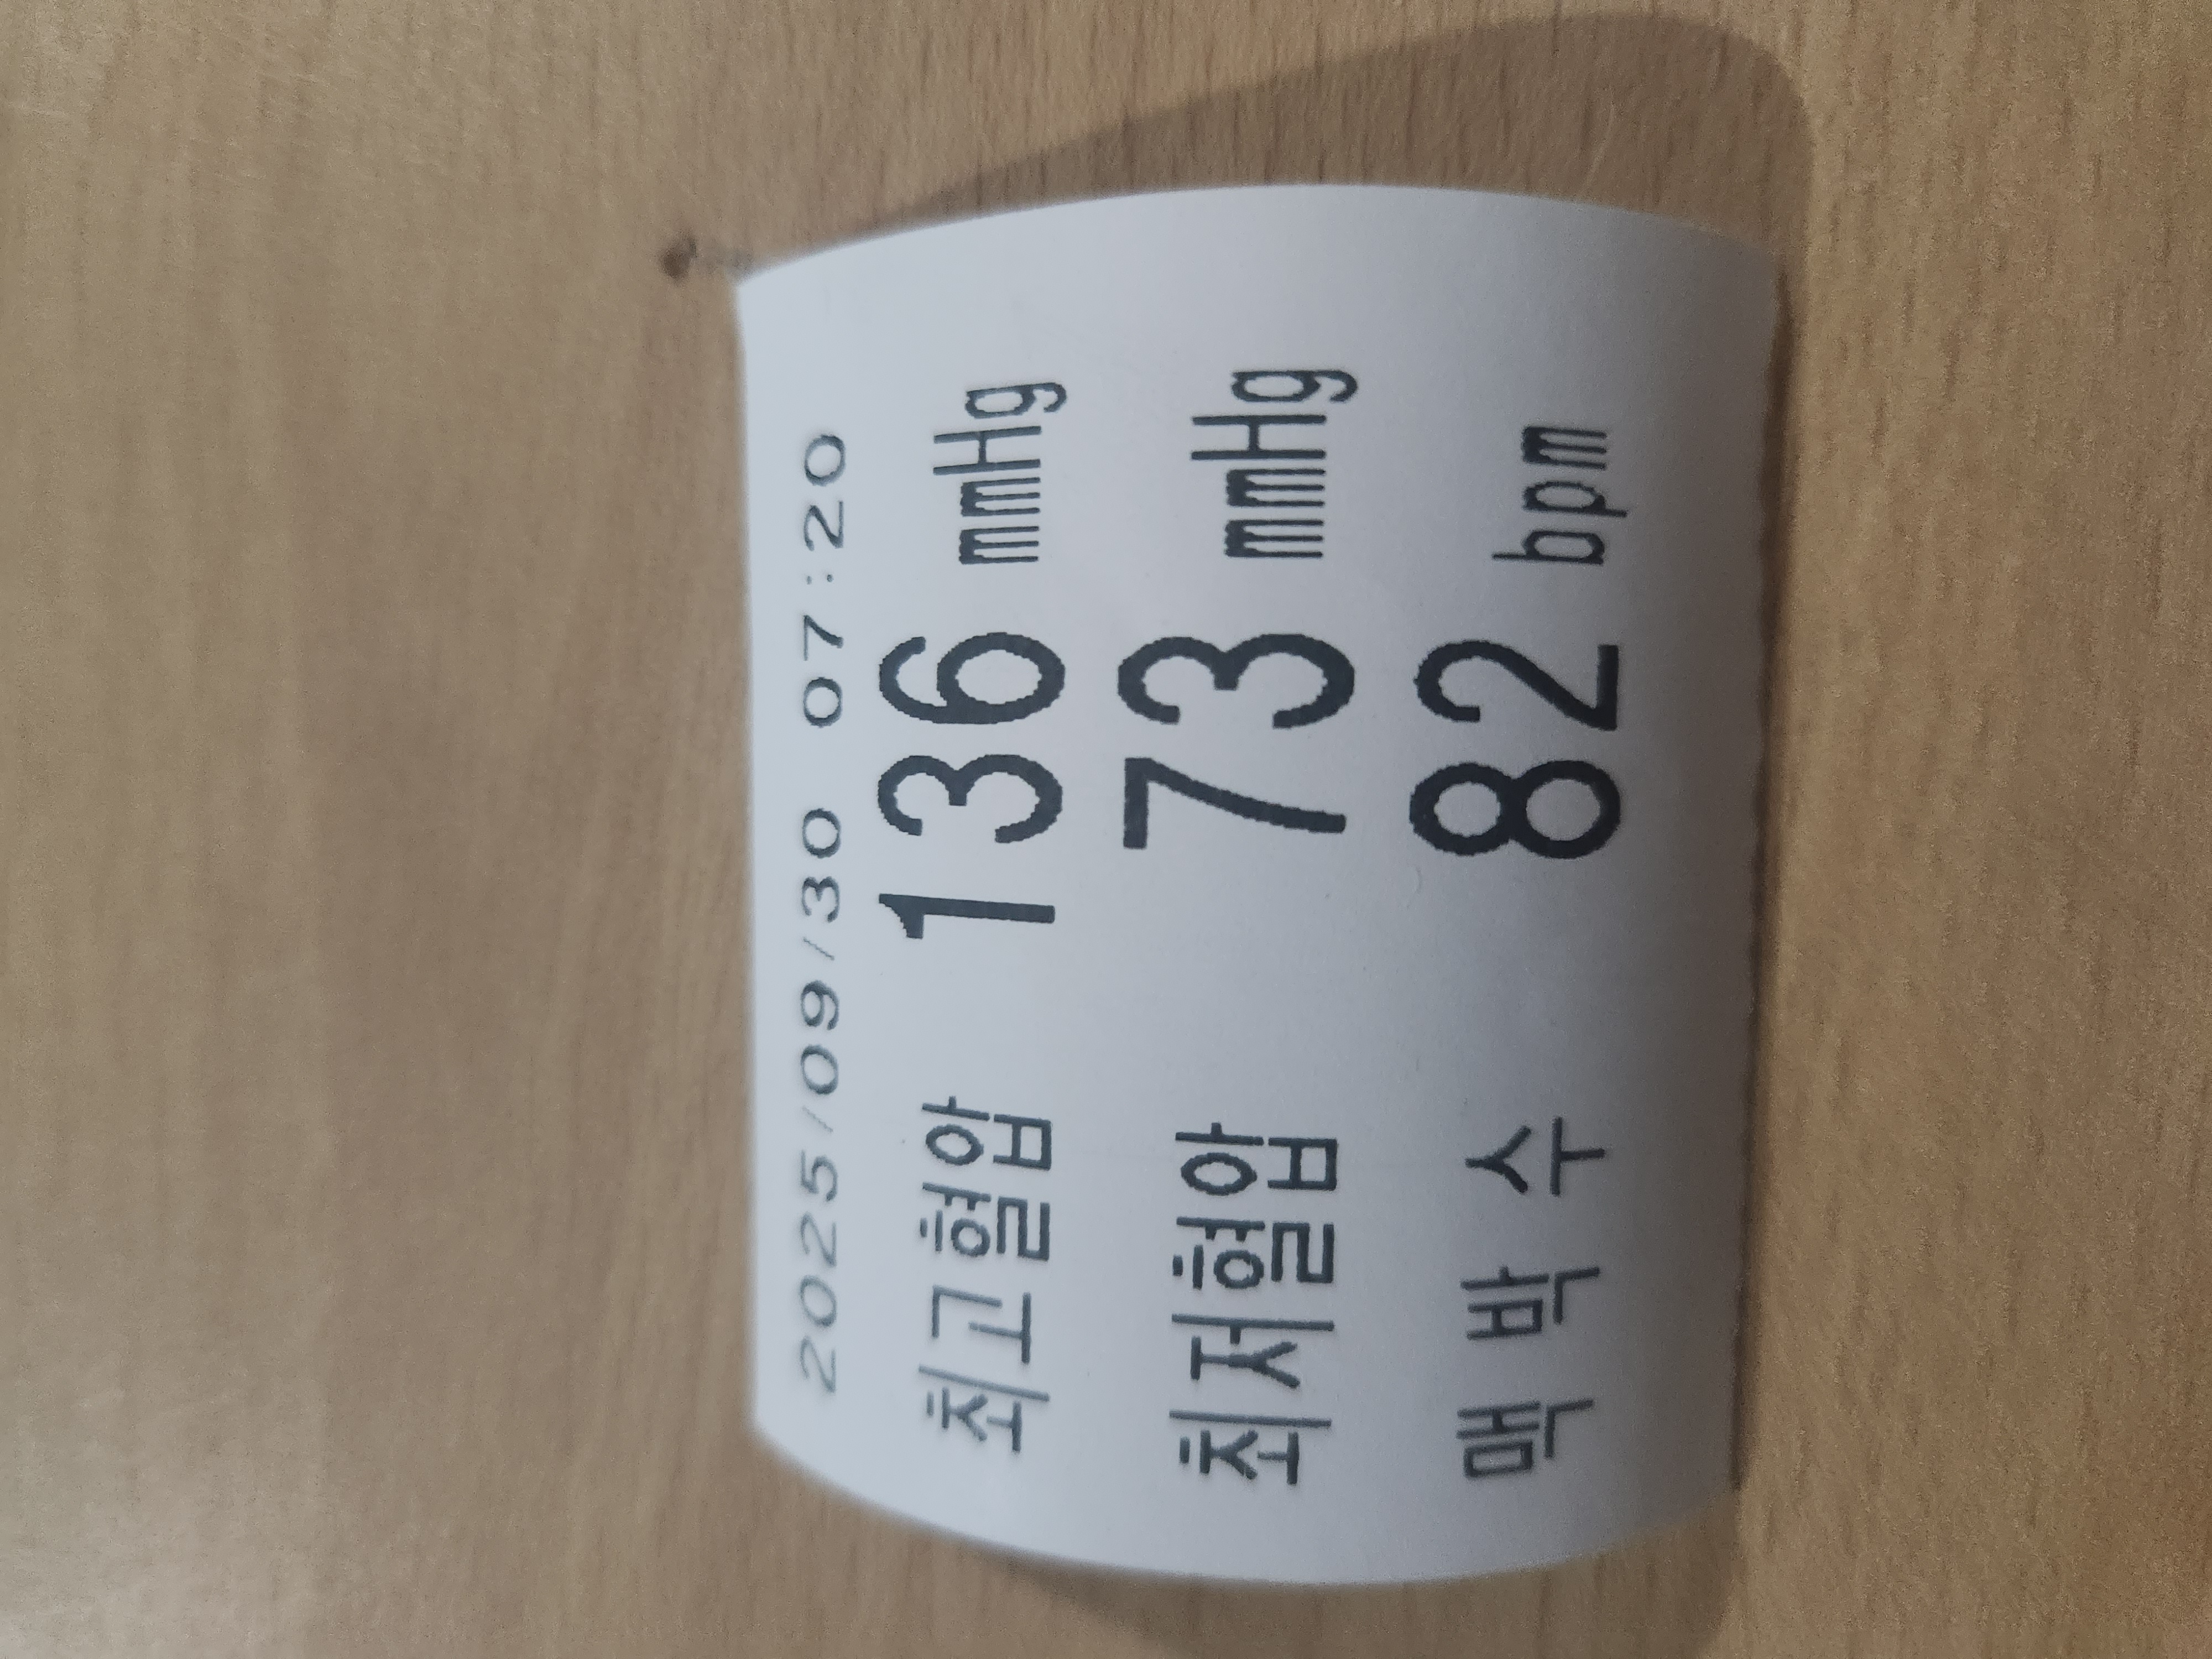 2025/09/30 07:20
최고혈압 136 mmHg
최저혈압 73 mmHg
맥 박 수 82 bpm